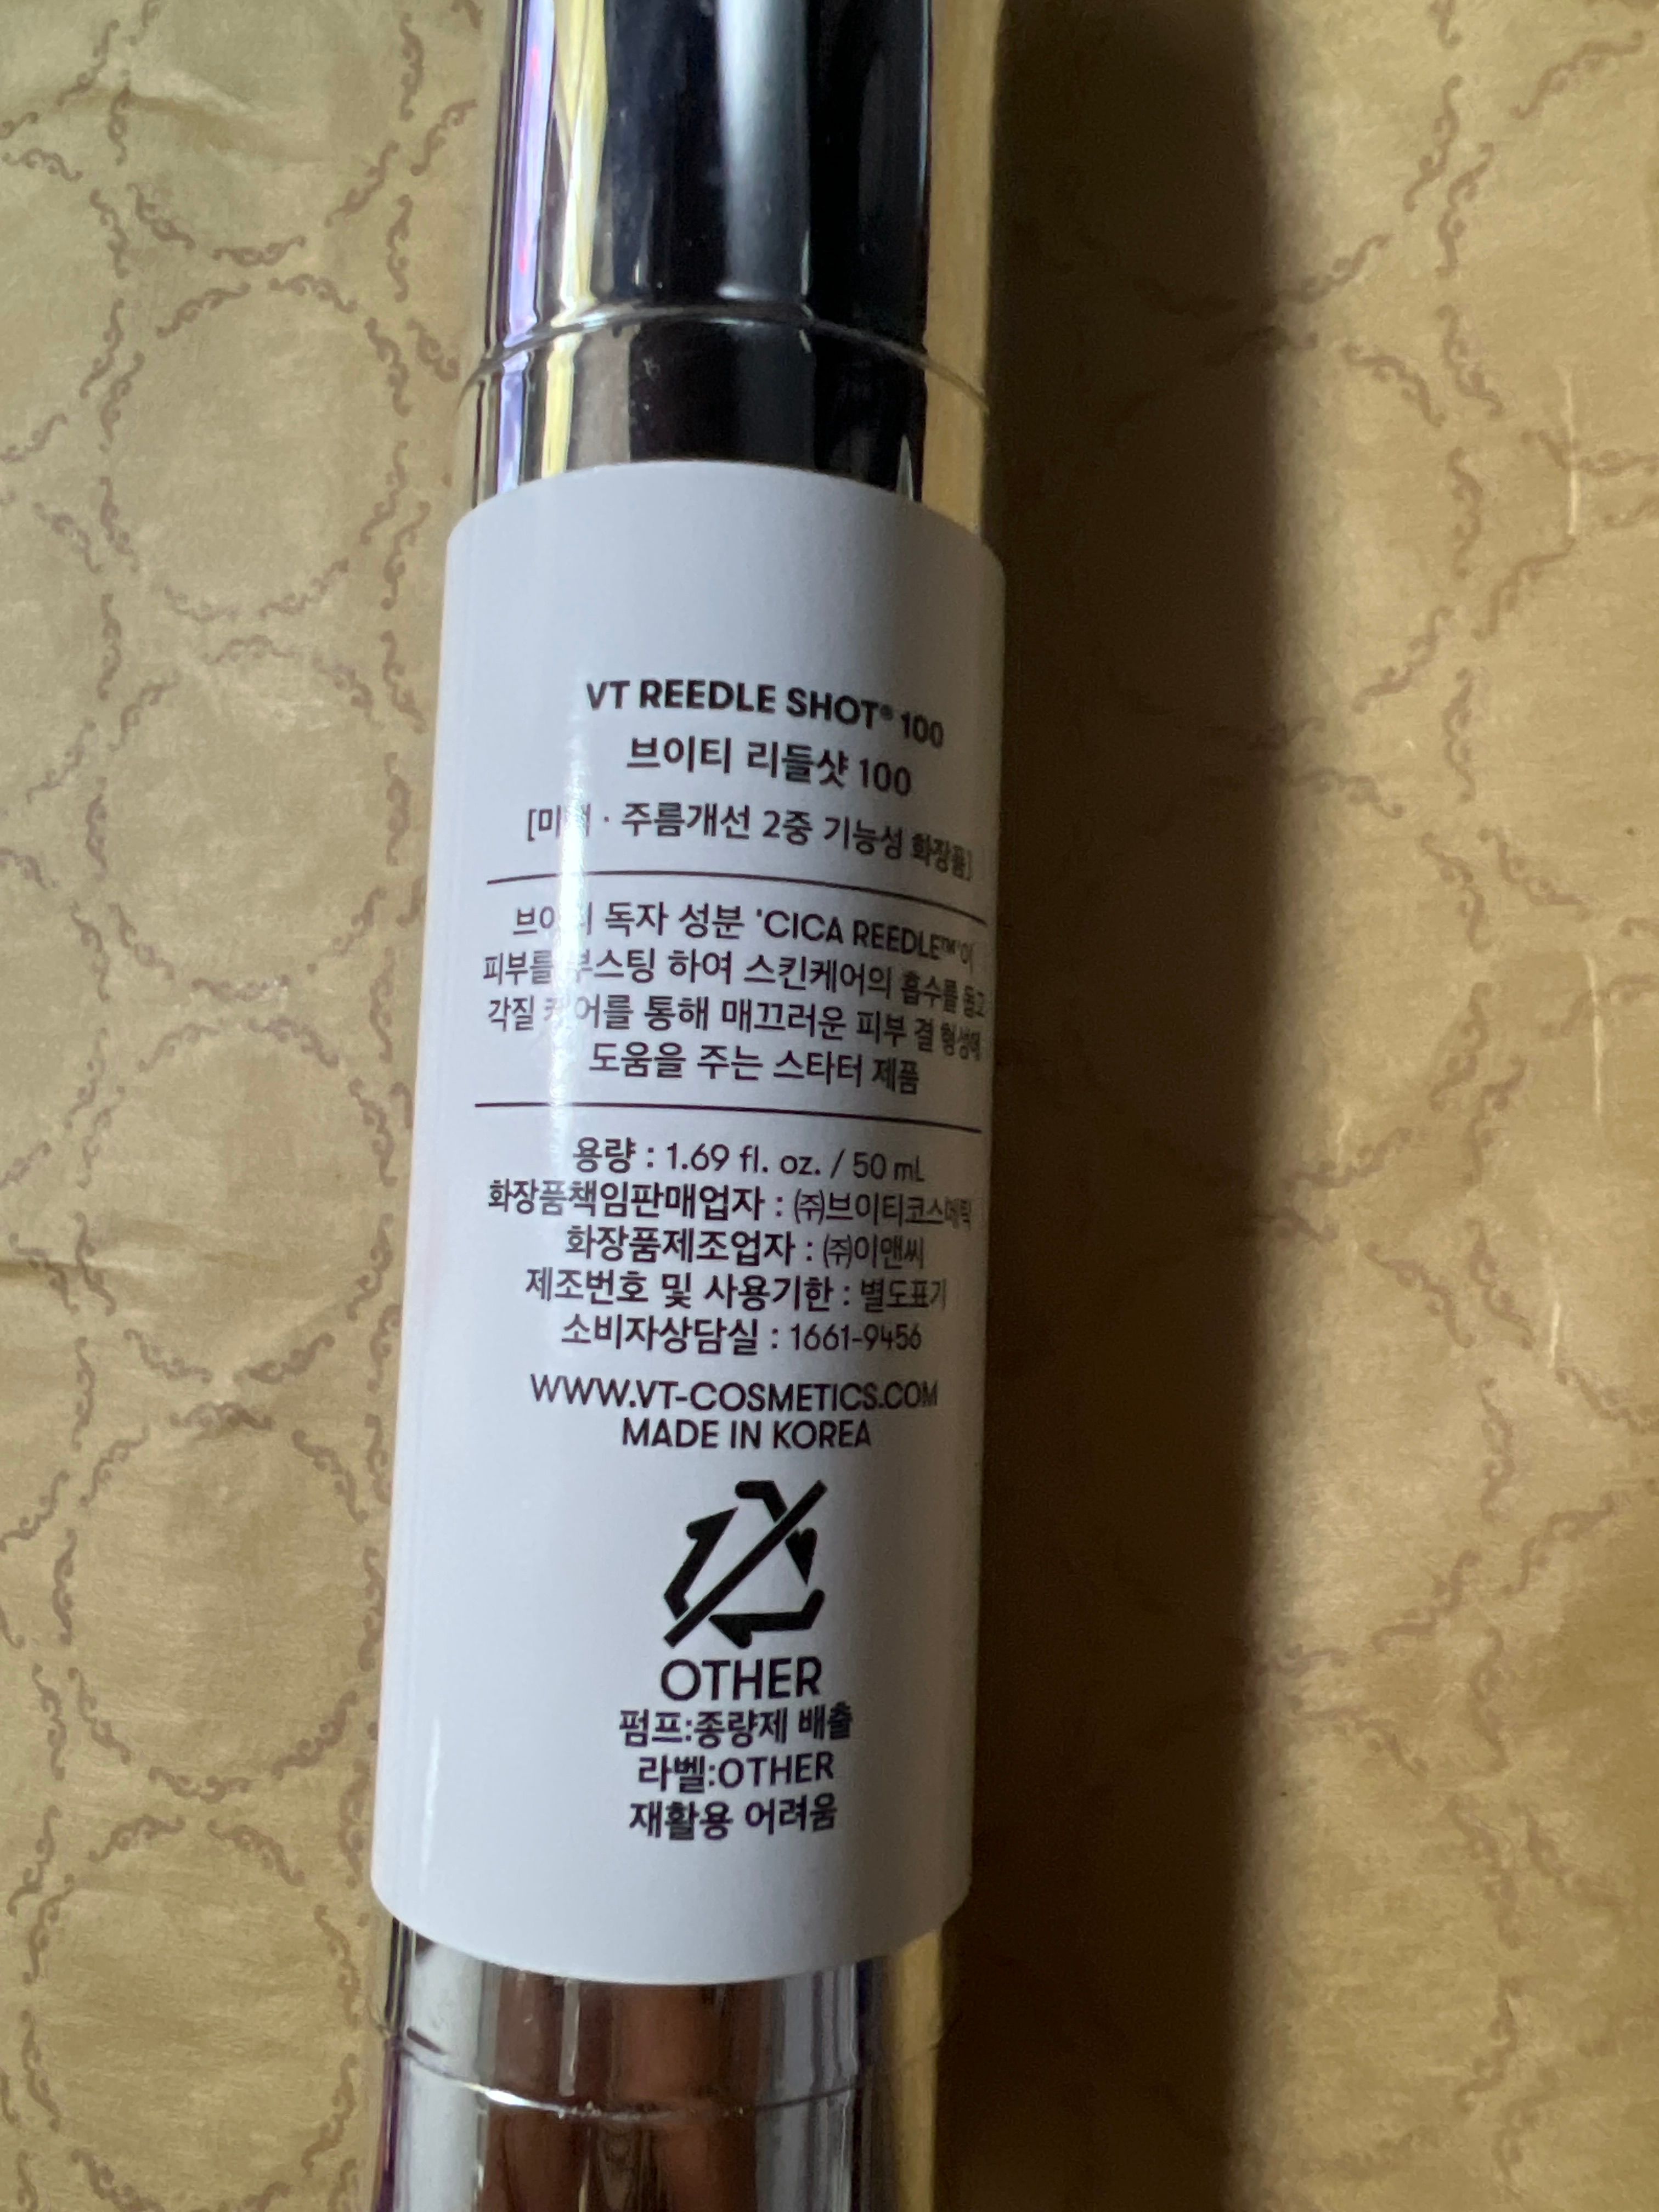 VT REEDLE SHOT® 100
브이티 리들샷 100
· 주름개선 2중 기능성 화장품]
독자 성분 'CICA REEDLE™'이
피부를 부스팅 하여 스킨케어의 흡수를 돕고
각질 케어를 통해 매끄러운 피부 결 형성에
도움을 주는 스타터 제품
용량 : 1.69 fl. oz. / 50 mL
화장품책임판매업자 : ㈜브이티코스메틱
화장품제조업자 : ㈜이앤씨
제조번호 및 사용기한 : 별도표기
소비자상담실 : 1661-9456
WWW.VT-COSMETICS.COM
MADE IN KOREA
OTHER
펌프:종량제 배출
라벨:OTHER
재활용 어려움